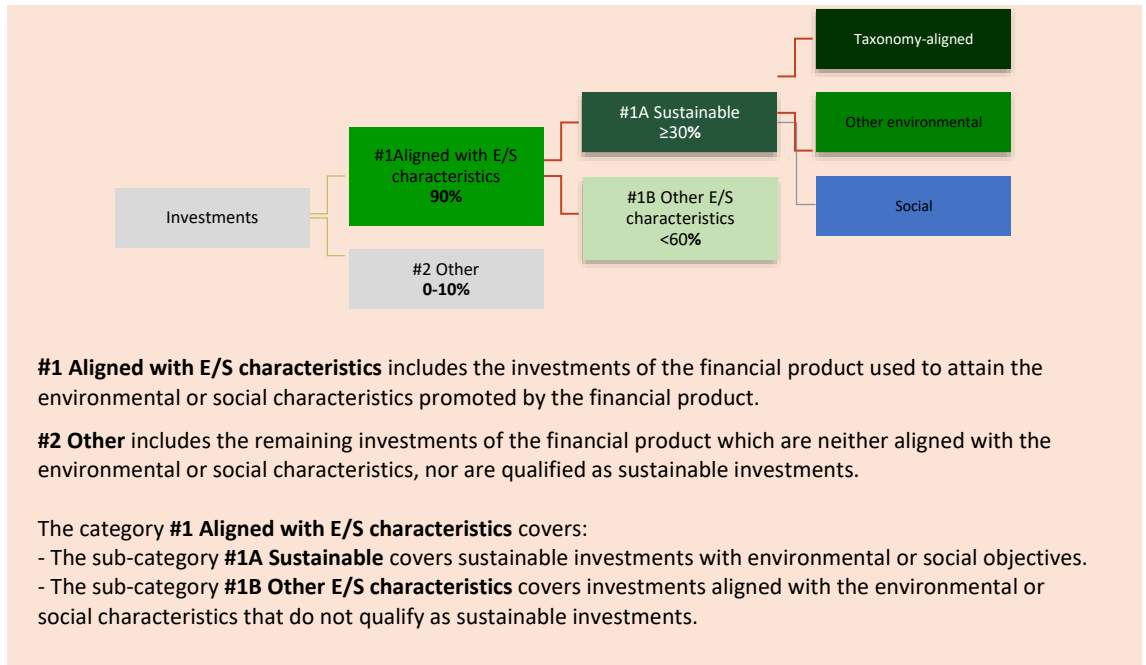 Taxonomy-aligned
#1A Sustainable
≥30%
Other environmental
#1Aligned with E/S
characteristics
90%
#1B Other E/S
characteristics
<60%
Social
Investments
#2 Other
0-10%
#1 Aligned with E/S characteristics includes the investments of the financial product used to attain the
environmental or social characteristics promoted by the financial product.
#2 Other includes the remaining investments of the financial product which are neither aligned with the
environmental or social characteristics, nor are qualified as sustainable investments.
The category #1 Aligned with E/S characteristics covers:
- The sub-category #1A Sustainable covers sustainable investments with environmental or social objectives.
- The sub-category #1B Other E/S characteristics covers investments aligned with the environmental or
social characteristics that do not qualify as sustainable investments.